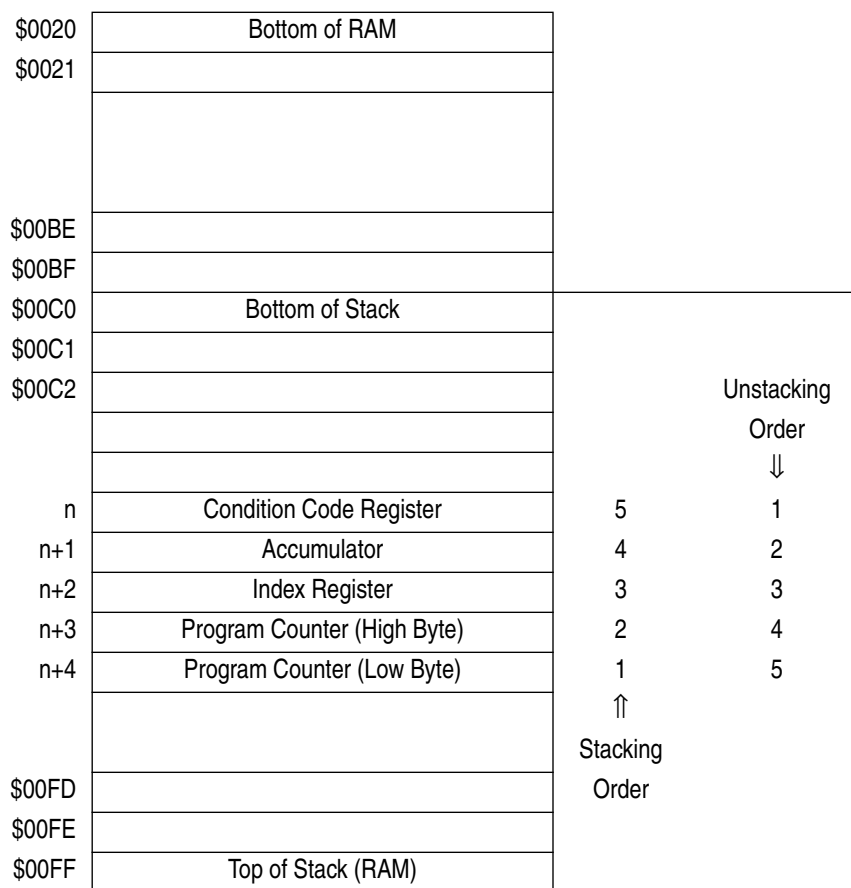 $0020 Bottom of RAM
$0021
$00BE
$00BF
$00C0 Bottom of Stack
$00C1
$00C2 Unstacking
Order
⇓
n Condition Code Register 5 1
n+1 Accumulator 4 2
n+2 Index Register 3 3
n+3 Program Counter (High Byte) 2 4
n+4 Program Counter (Low Byte) 1 5
⇑
Stacking
$00FD Order
$00FE
$00FF Top of Stack (RAM)